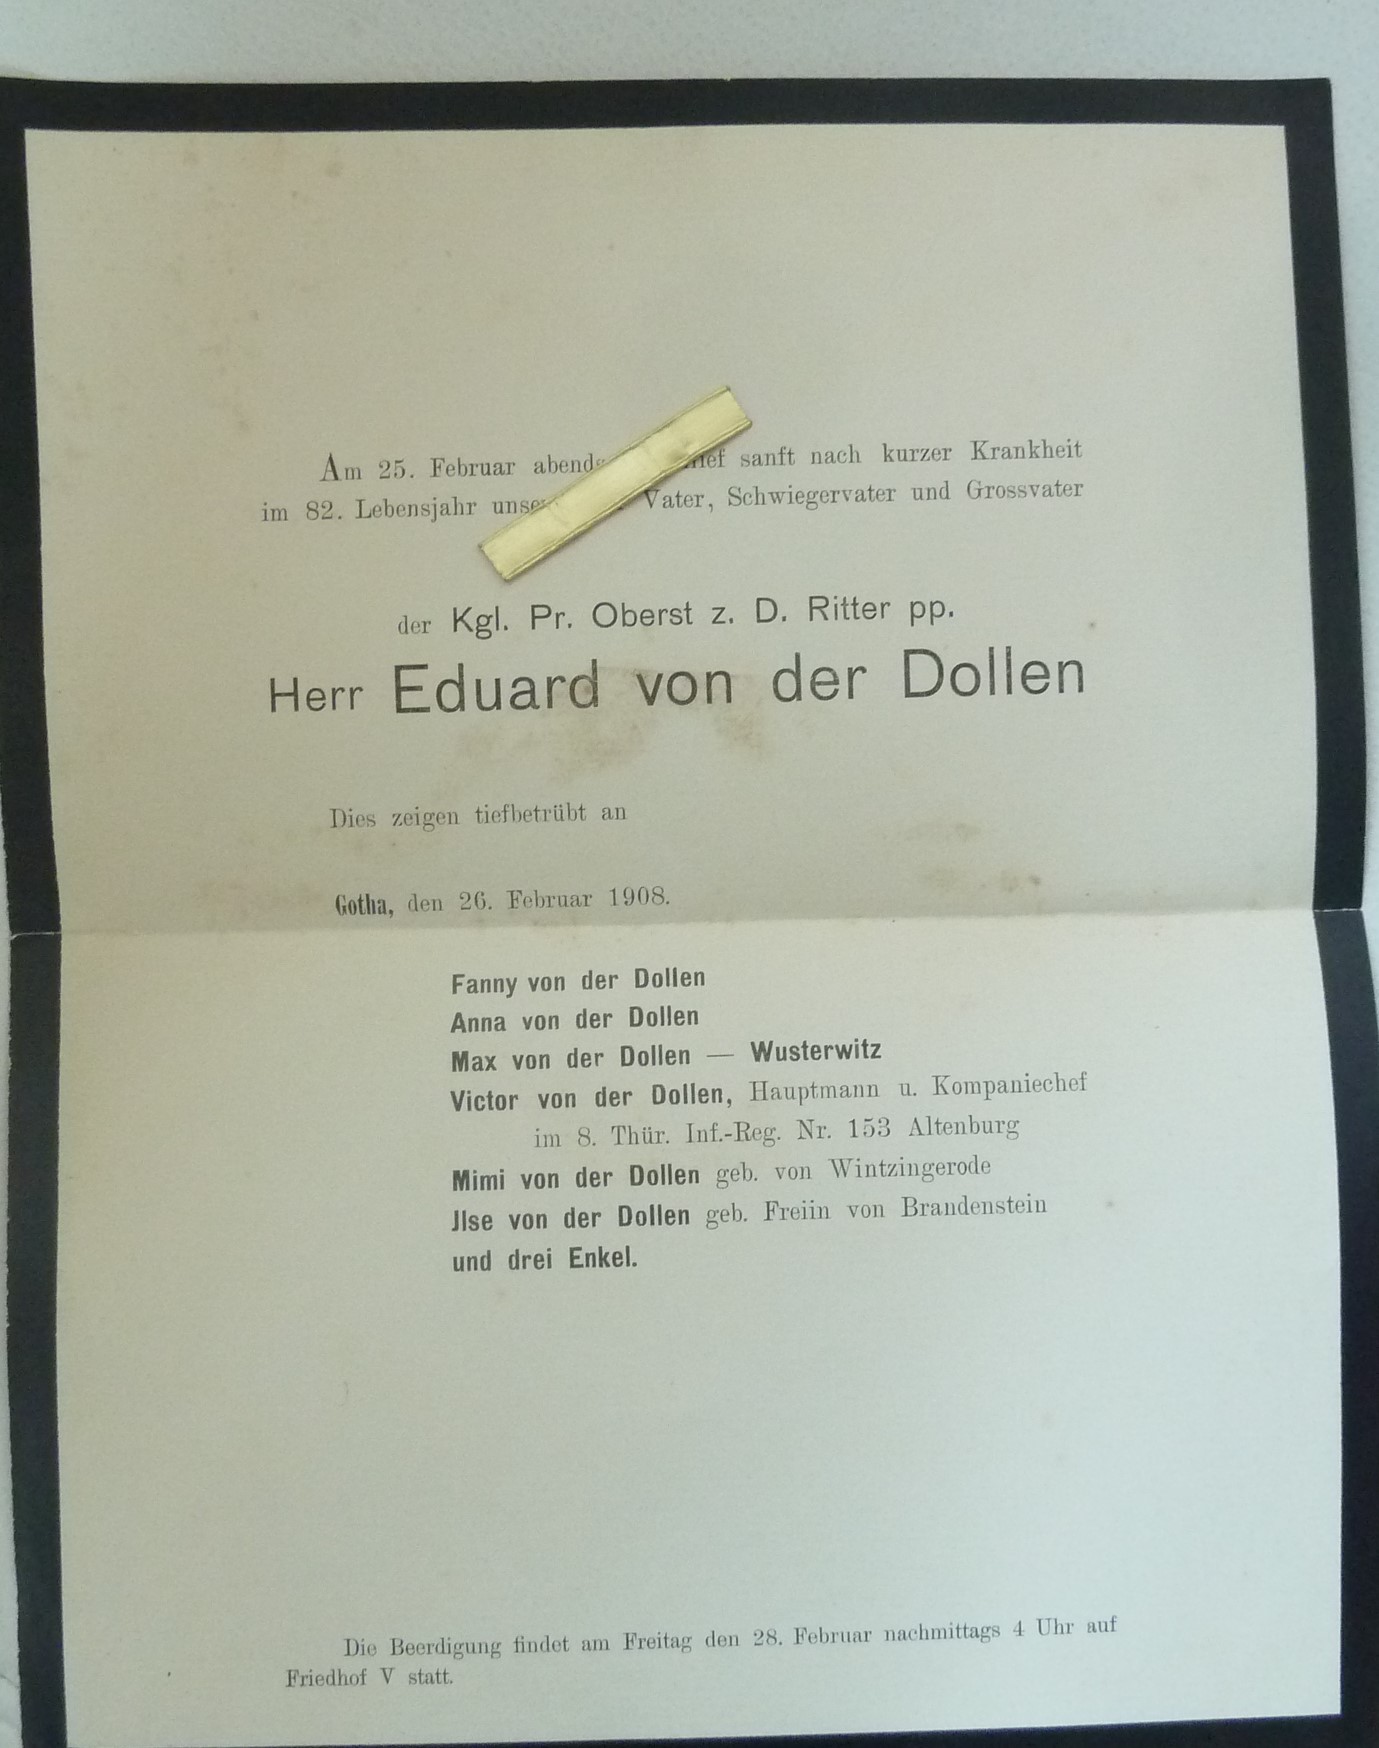 Am 25. Februar abends sanft nach kurzer Krankheit
im 82. Lebensjahr Vater, Schwiegervater und Grossvater
der Kgl. Pr. Oberst z. D. Ritter pp.
Herr Eduard von der Dollen
Dies zeigen tiefbetrübt an
Gotha, den 26. Februar 1908.
Fanny von der Dollen
Anna von der Dollen
Max von der Dollen — Wusterwitz
Victor von der Dollen, Hauptmann u. Kompaniechef
im 8. Thür. Inf.-Reg. Nr. 153 Altenburg
Mimi von der Dollen geb. von Wintzingerode
Jlse von der Dollen geb. Freiin von Brandenstein
und drei Enkel.
Die Beerdigung findet am Freitag den 28. Februar nachmittags 4 Uhr auf
Friedhof V statt.